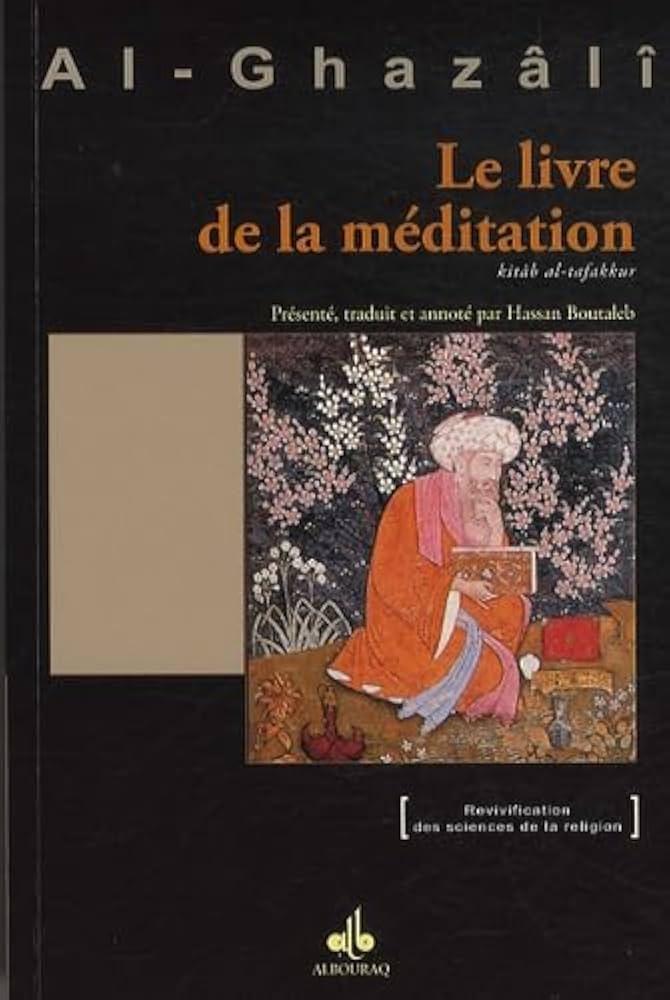 Al-Ghazâlî
Le livre
de la méditation
kitâb al-tafakkur
Présenté, traduit et annoté par Hassan Boutaleb
[ Revivification
des sciences de la religion ]
alb
ALBOURAQ